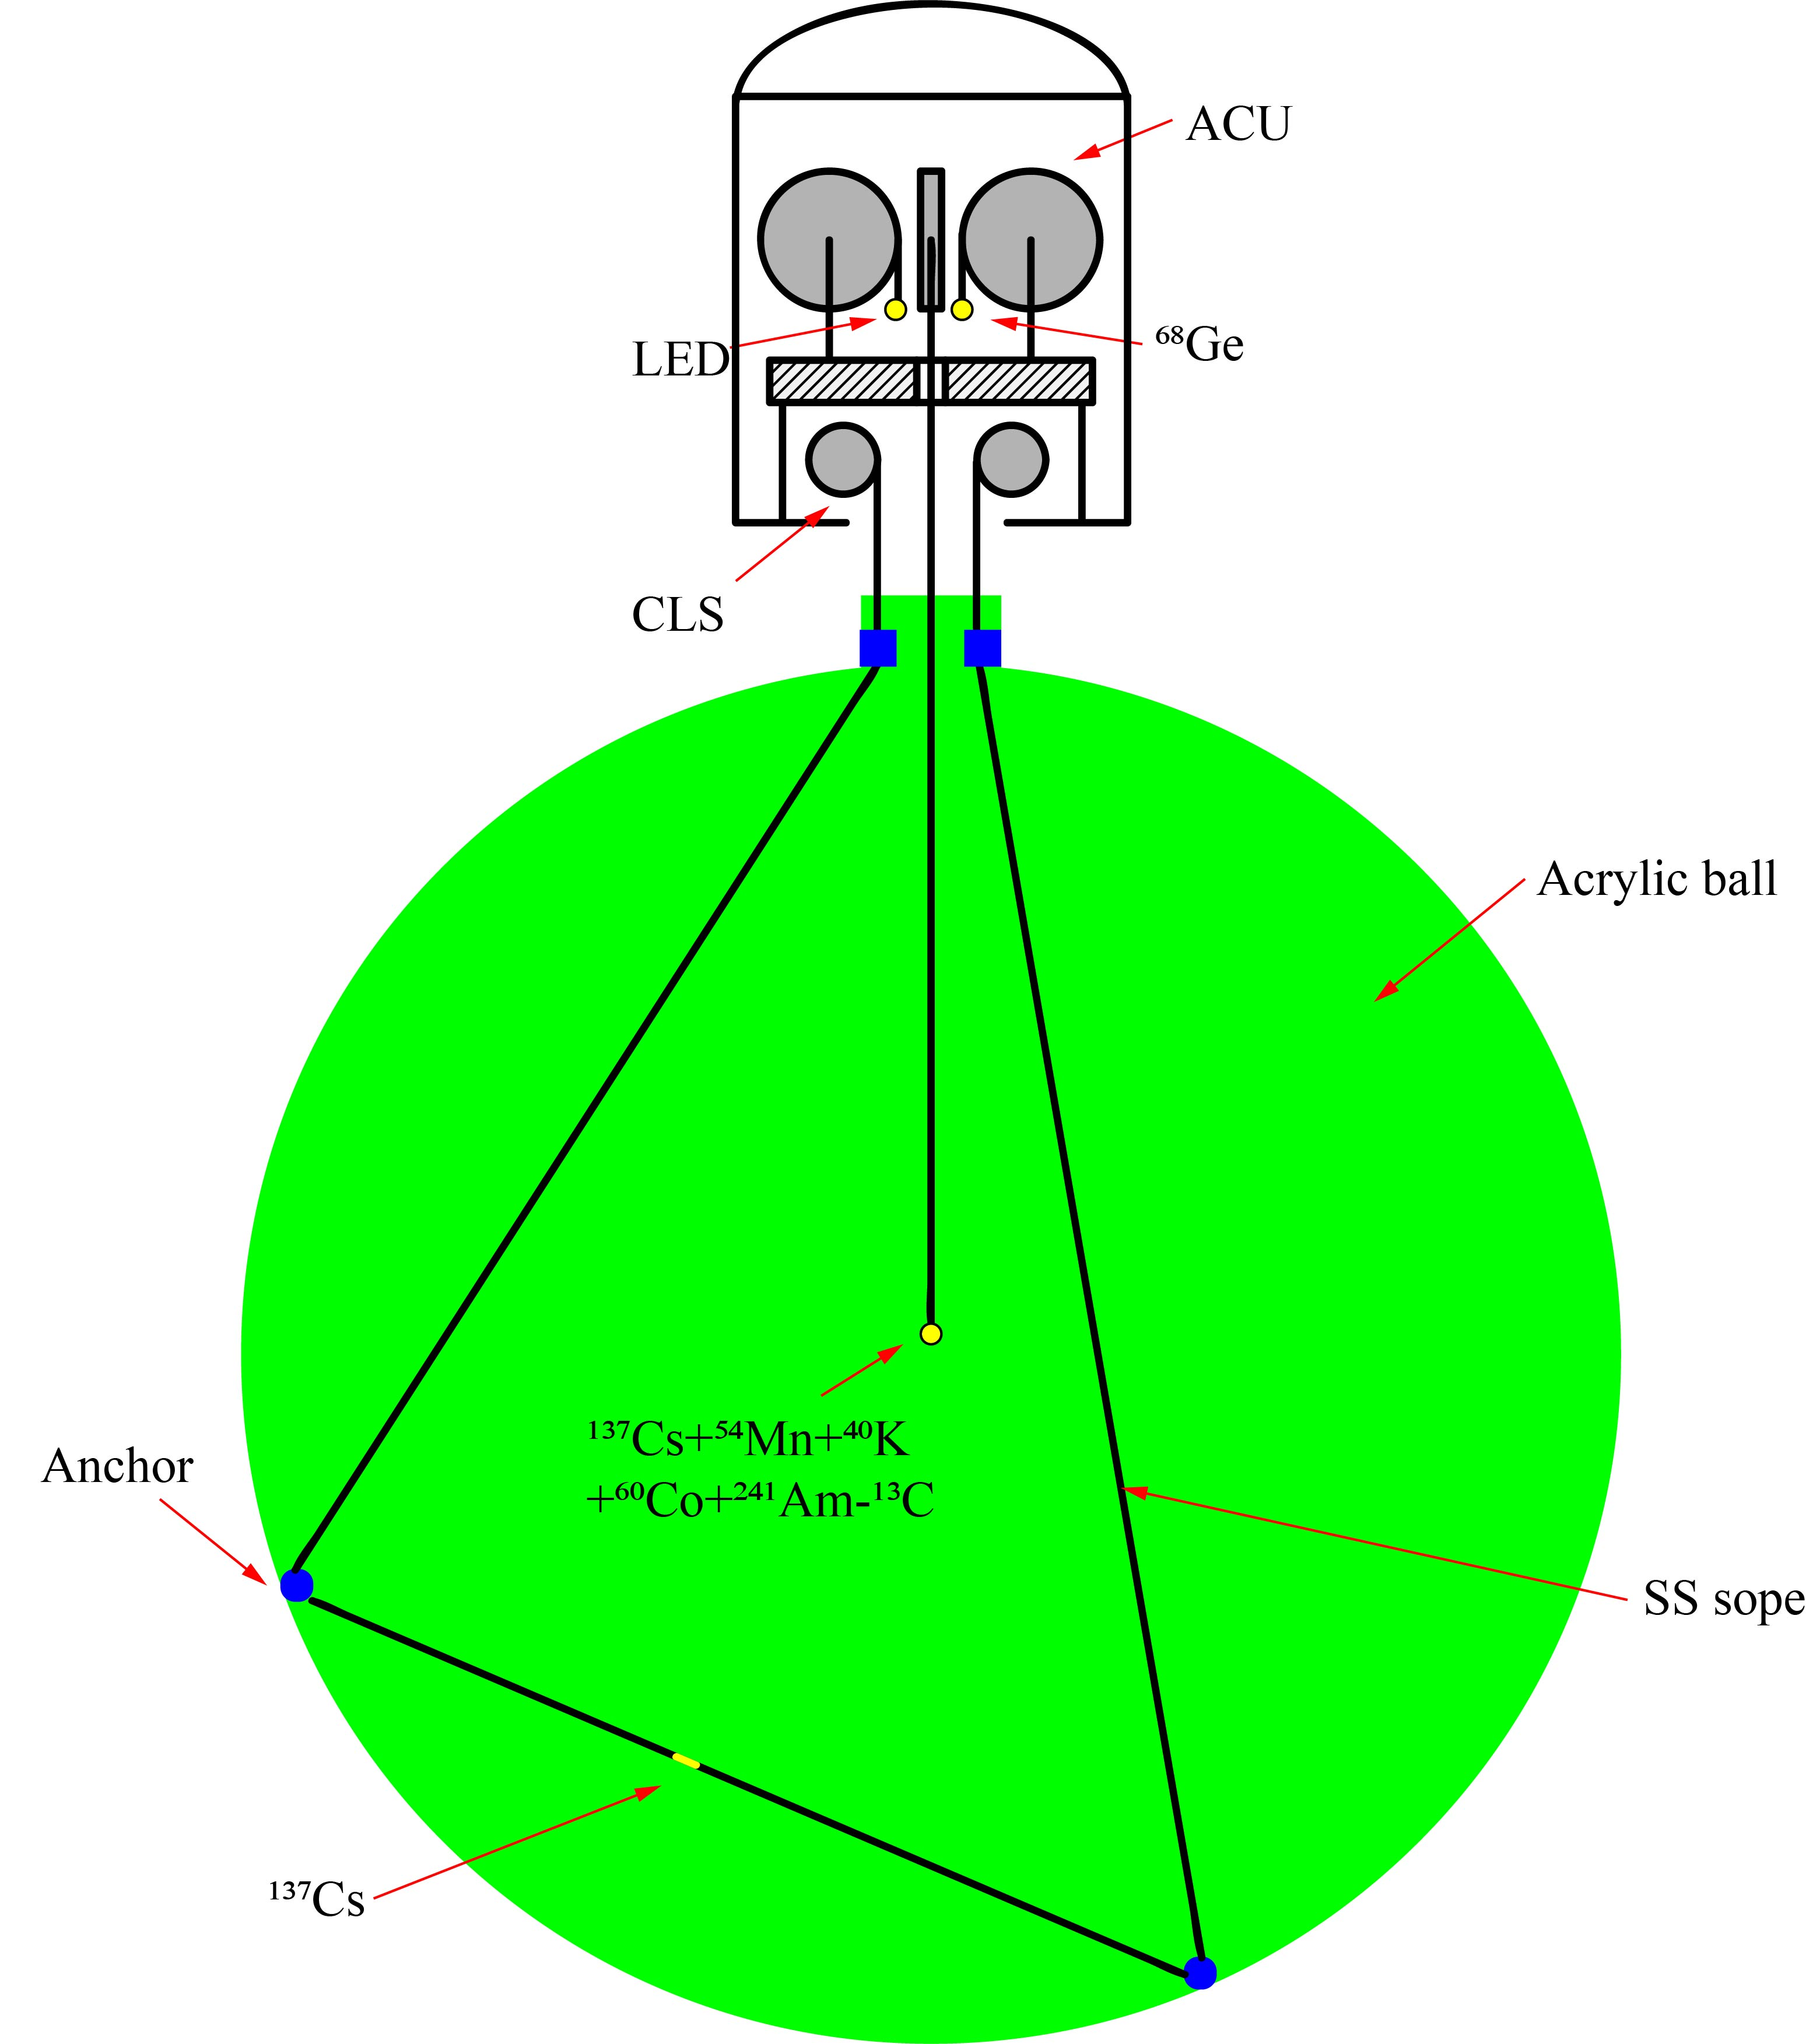 ACU
LED
⁶⁸Ge
CLS
Acrylic ball
¹³⁷Cs+⁵⁴Mn+⁴⁰K
+⁶⁰Co+²⁴¹Am-¹³C
Anchor
SS sope
¹³⁷Cs